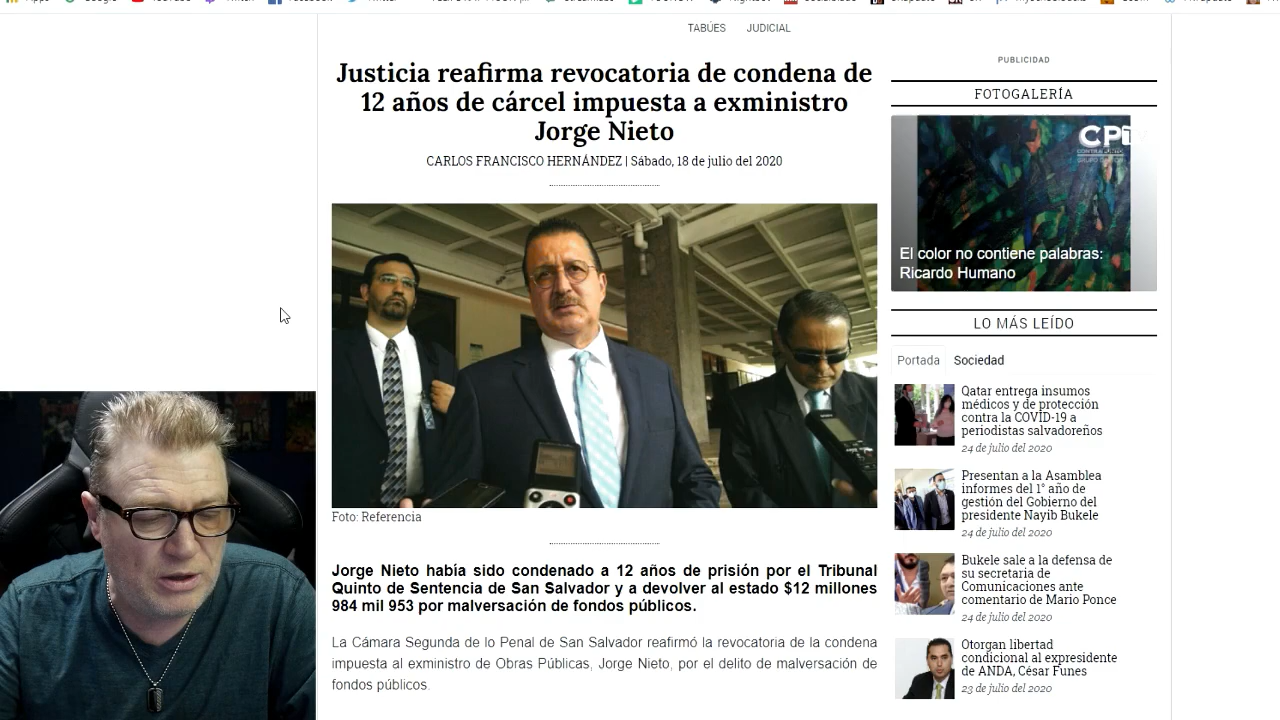 TABÚES JUDICIAL
Justicia reafirma revocatoria de condena de
12 años de cárcel impuesta a exministro
Jorge Nieto
CARLOS FRANCISCO HERNÁNDEZ | Sábado, 18 de julio del 2020
Foto: Referencia
Jorge Nieto había sido condenado a 12 años de prisión por el Tribunal
Quinto de Sentencia de San Salvador y a devolver al estado $12 millones
984 mil 953 por malversación de fondos públicos.
La Cámara Segunda de lo Penal de San Salvador reafirmó la revocatoria de la condena
impuesta al exministro de Obras Públicas, Jorge Nieto, por el delito de malversación de
fondos públicos.
PUBLICIDAD
FOTOGALERÍA
El color no contiene palabras:
Ricardo Humano
LO MÁS LEÍDO
Portada Sociedad
Qatar entrega insumos
médicos y de protección
contra la COVID-19 a
periodistas salvadoreños
24 de julio del 2020
Presentan a la Asamblea
informes del 1° año de
gestión del Gobierno del
presidente Nayib Bukele
24 de julio del 2020
Bukele sale a la defensa de
su secretaria de
Comunicaciones ante
comentario de Mario Ponce
24 de julio del 2020
Otorgan libertad
condicional al expresidente
de ANDA, César Funes
23 de julio del 2020